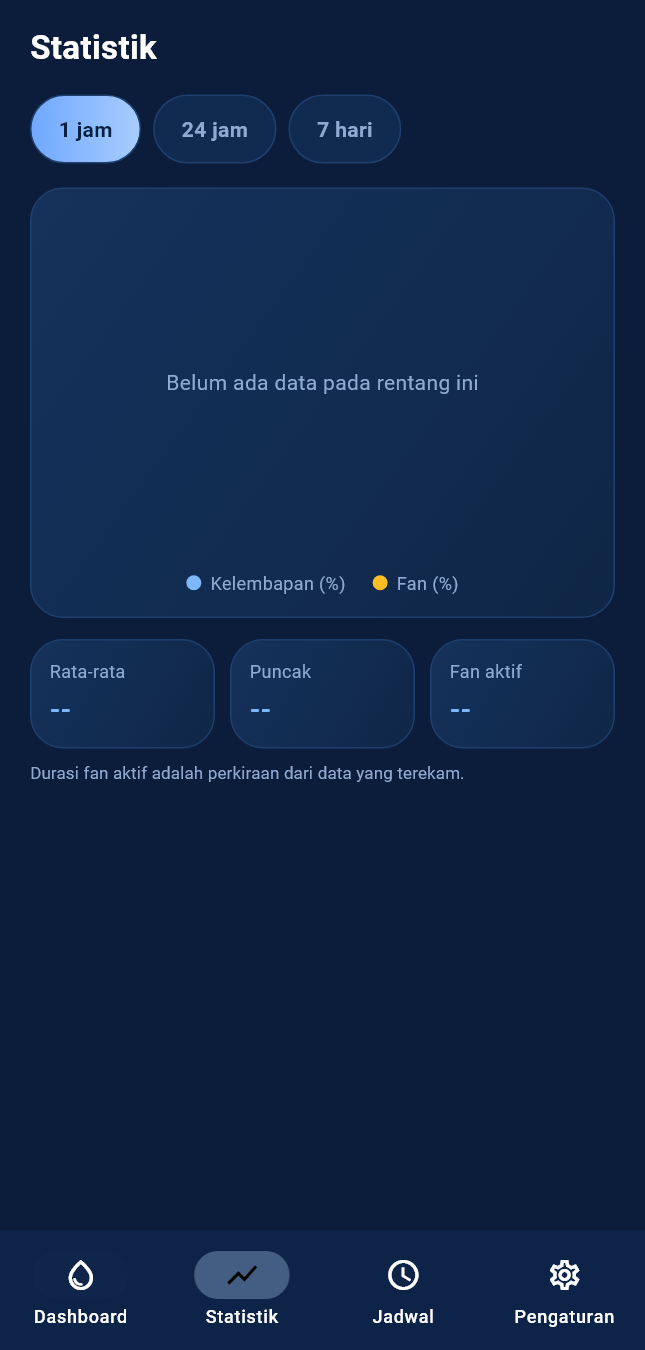 Statistik
1 jam 24 jam 7 hari
Belum ada data pada rentang ini
Kelembapan (%) Fan (%)
Rata-rata Puncak Fan aktif
-- -- --
Durasi fan aktif adalah perkiraan dari data yang terekam.
Dashboard Statistik Jadwal Pengaturan